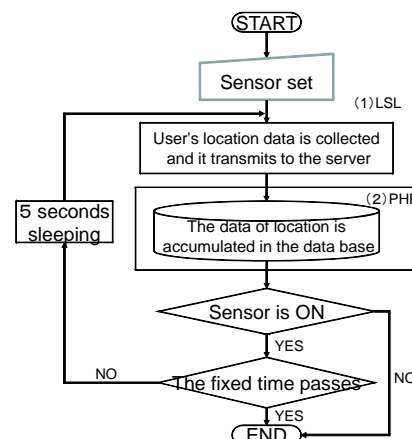 START
Sensor set
(1)LSL
User's location data is collected
and it transmits to the server
(2)PHP
5 seconds
sleeping
The data of location is
accumulated in the data base
Sensor is ON
YES
NO
NO
The fixed time passes
YES
END